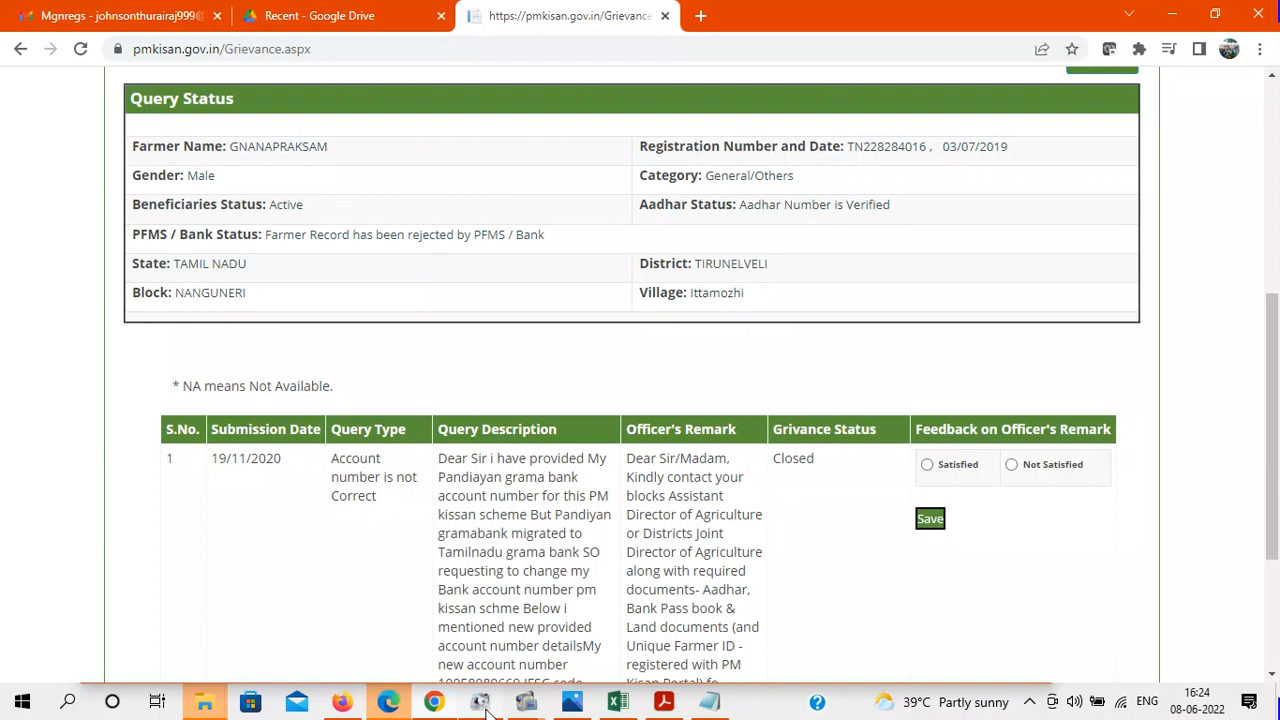 Mgnregs - johnsonthurairaj999@
Recent - Google Drive
https://pmkisan.gov.in/Grievance
pmkisan.gov.in/Grievance.aspx
Query Status
Farmer Name: GNANAPRAKSAM
Registration Number and Date: TN228284016 , 03/07/2019
Gender: Male
Category: General/Others
Beneficiaries Status: Active
Aadhar Status: Aadhar Number is Verified
PFMS / Bank Status: Farmer Record has been rejected by PFMS / Bank
State: TAMIL NADU
District: TIRUNELVELI
Block: NANGUNERI
Village: Ittamozhi
* NA means Not Available.
S.No. Submission Date Query Type Query Description Officer's Remark Grivance Status Feedback on Officer's Remark
1
19/11/2020
Account
number is not
Correct
Dear Sir i have provided My
Pandiayan grama bank
account number for this PM
kissan scheme But Pandiyan
gramabank migrated to
Tamilnadu grama bank SO
requesting to change my
Bank account number pm
kissan schme Below i
mentioned new provided
account number detailsMy
new account number
Dear Sir/Madam,
Kindly contact your
blocks Assistant
Director of Agriculture
or Districts Joint
Director of Agriculture
along with required
documents- Aadhar,
Bank Pass book &
Land documents (and
Unique Farmer ID -
registered with PM
Kisan Portal) fo
Closed
Satisfied
Not Satisfied
Save
39°C Partly sunny
ENG
16:24
08-06-2022